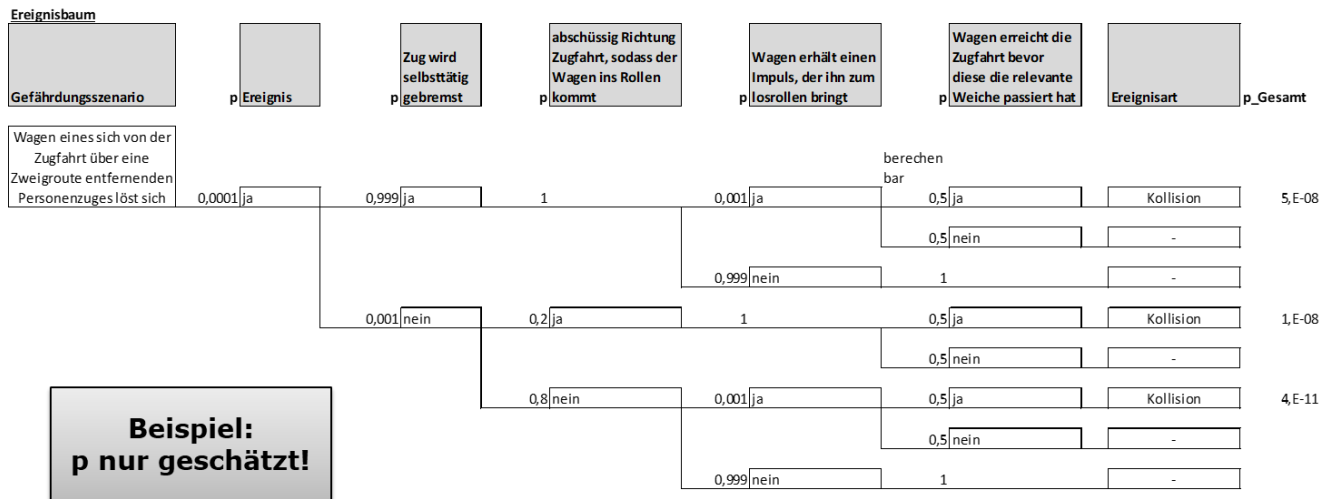 Ereignisbaum
Gefährdungsszenario
p Ereignis
Zug wird
selbsttätig
p gebremst
abschüssig Richtung
Zugfahrt, sodass der
Wagen ins Rollen
p kommt
Wagen erhält einen
Impuls, der ihn zum
p losrollen bringt
Wagen erreicht die
Zugfahrt bevor
diese die relevante
p Weiche passiert hat
Ereignisart
p_Gesamt
Wagen eines sich von der
Zugfahrt über eine
Zweigroute entfernenden
Personenzuges löst sich
berechen
bar
0,0001 ja 0,999 ja 1 0,001 ja 0,5 ja Kollision 5,E-08
0,5 nein -
0,999 nein 1 -
0,001 nein 0,2 ja 1 0,5 ja Kollision 1,E-08
0,5 nein -
0,8 nein 0,001 ja 0,5 ja Kollision 4,E-11
0,5 nein -
0,999 nein 1 -
Beispiel:
p nur geschätzt!